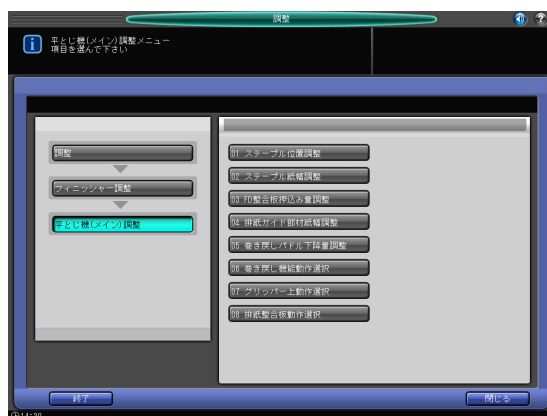 調整
平とじ機(メイン)調整メニュー
項目を選んで下さい
調整
フィニッシャー調整
平とじ機(メイン)調整
01 ステープル位置調整
02 ステープル紙幅調整
03 FD整合板押込み量調整
04 排紙ガイド部材紙幅調整
05 巻き戻しパドル下降量調整
06 巻き戻し機能動作選択
07 グリッパー上動作選択
08 排紙整合板動作選択
終了
閉じる
14:20